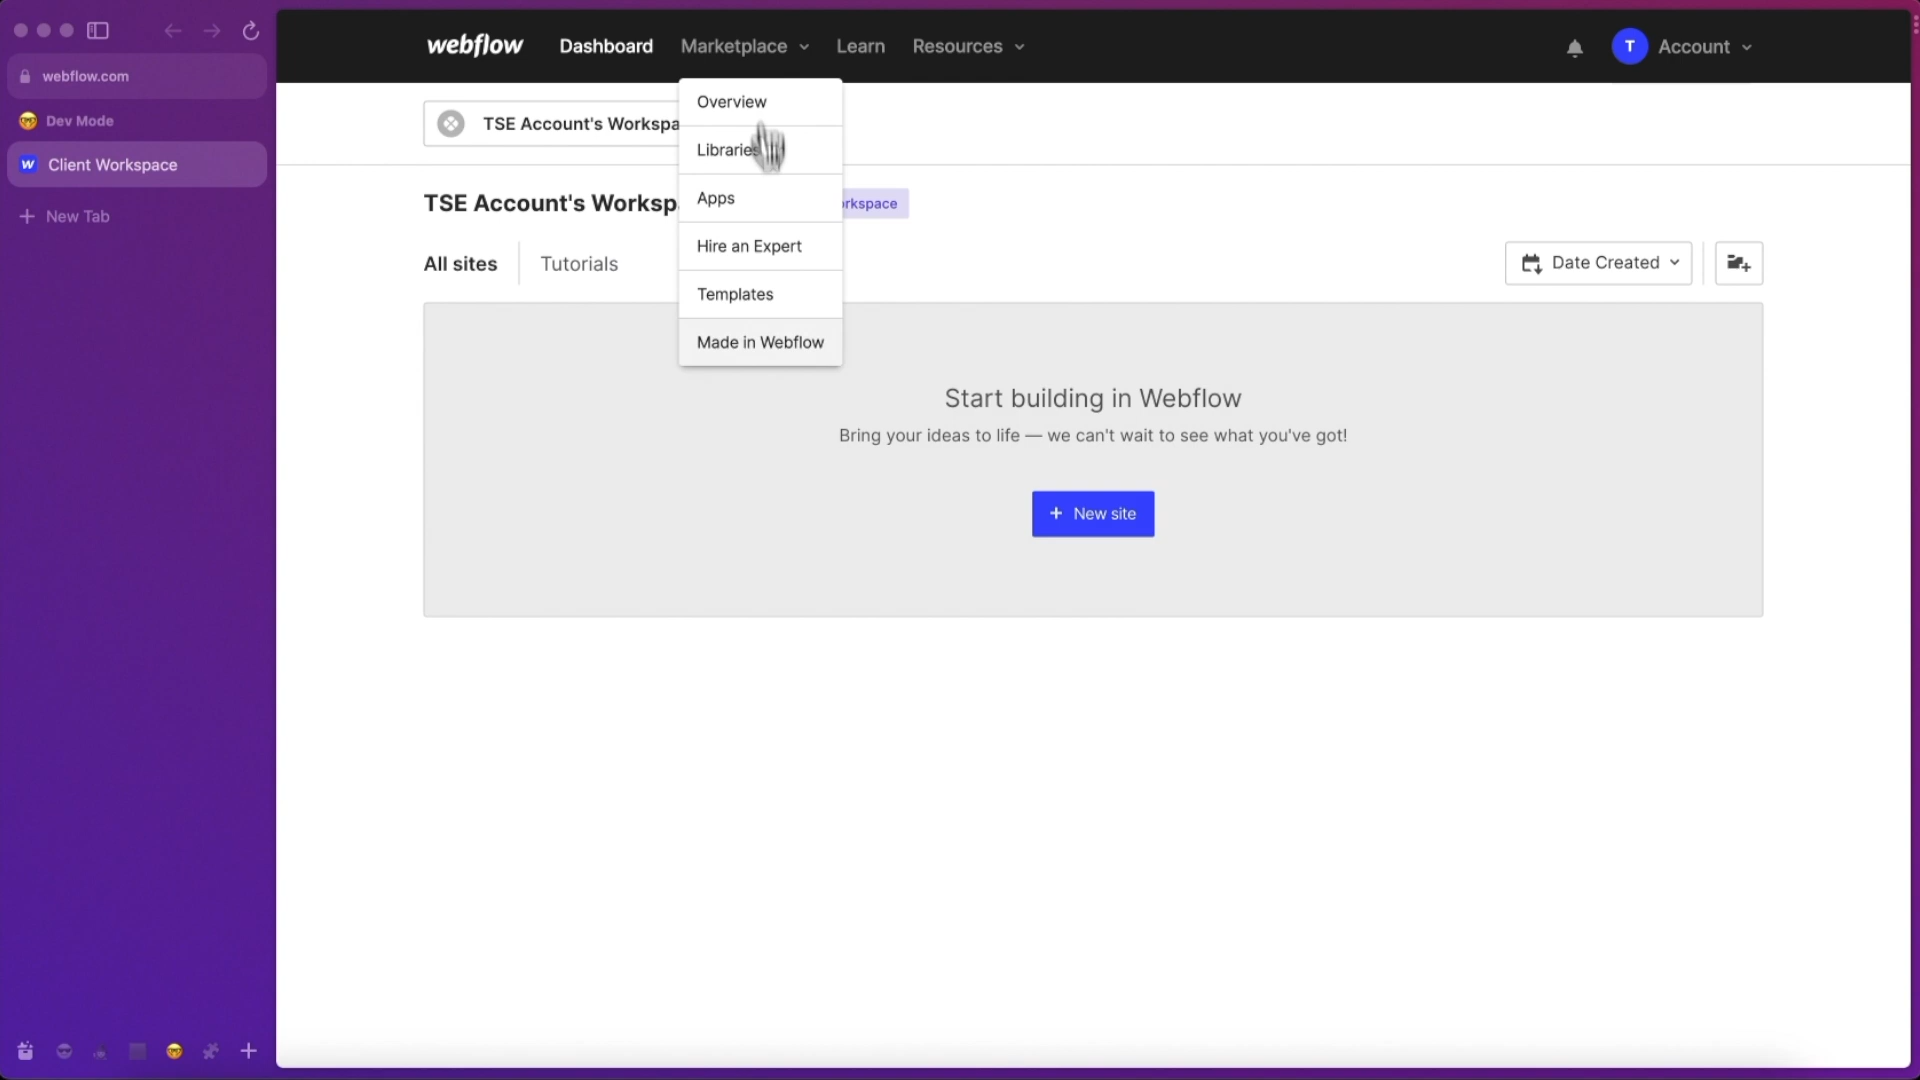 webflow.com
Dev Mode
W Client Workspace
New Tab
webflow Dashboard Marketplace Learn Resources T Account
Overview
Libraries
Apps
Hire an Expert
Templates
Made in Webflow
TSE Account's Workspa
TSE Account's Worksp orkspace
All sites Tutorials Date Created
Start building in Webflow
Bring your ideas to life — we can't wait to see what you've got!
+ New site